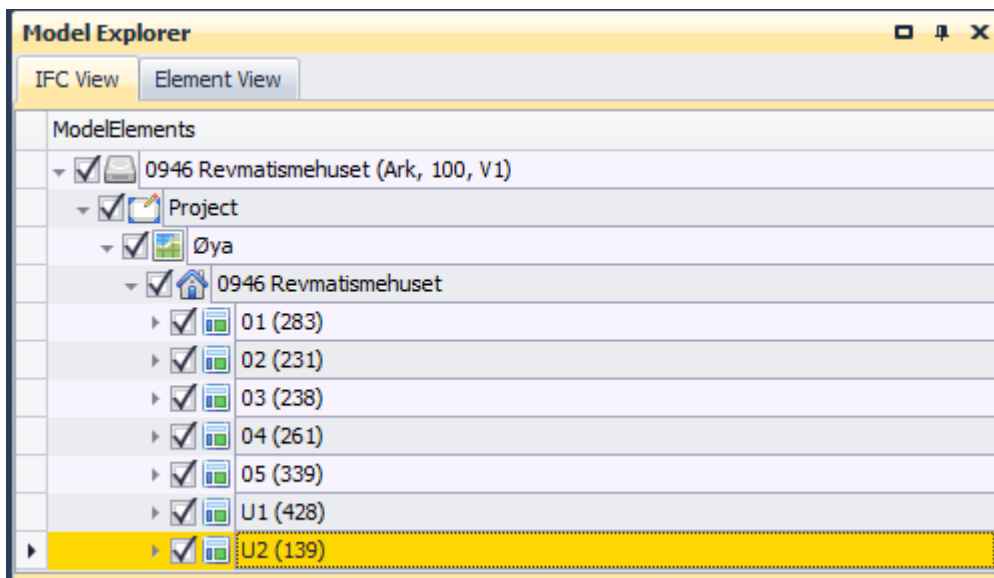 Model Explorer
IFC View Element View
ModelElements
0946 Revmatismehuset (Ark, 100, V1)
Project
Øya
0946 Revmatismehuset
01 (283)
02 (231)
03 (238)
04 (261)
05 (339)
U1 (428)
U2 (139)